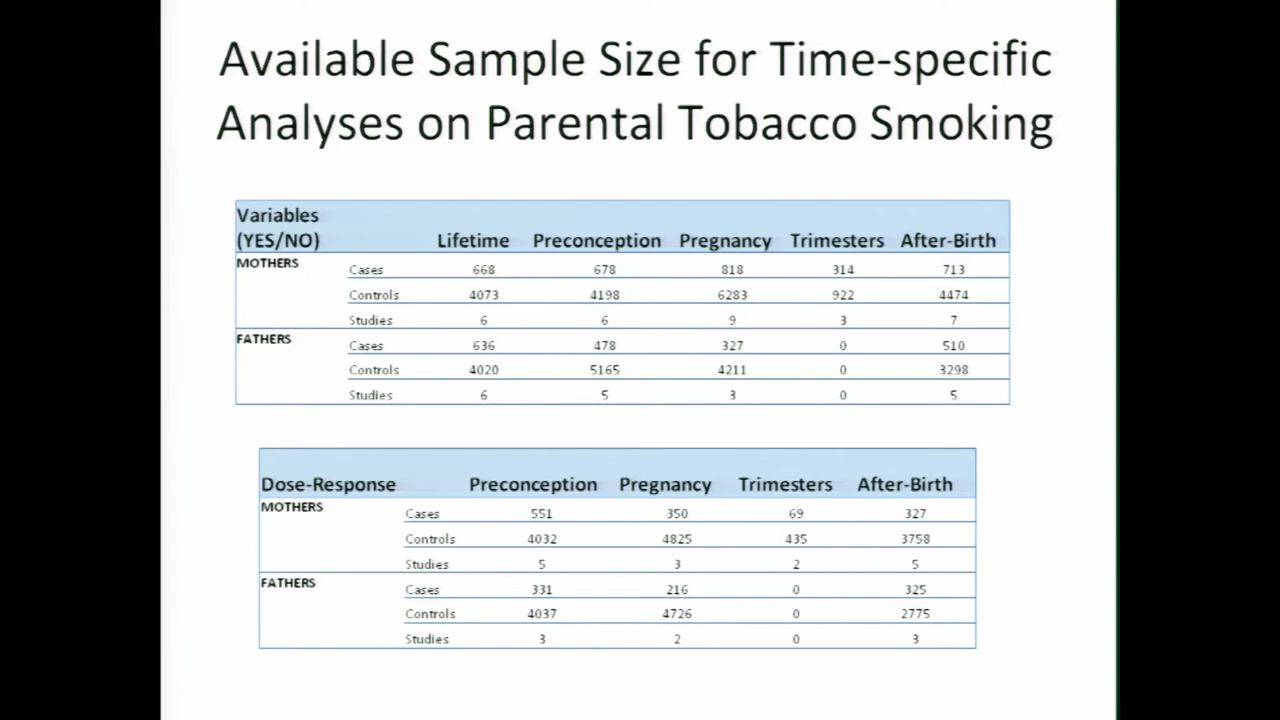 Available Sample Size for Time-specific
Analyses on Parental Tobacco Smoking
Variables
(YES/NO) Lifetime Preconception Pregnancy Trimesters After-Birth
MOTHERS Cases 668 678 818 314 713
Controls 4073 4198 6283 922 4474
Studies 6 6 9 3 7
FATHERS Cases 636 478 327 0 510
Controls 4020 5165 4211 0 3298
Studies 6 5 3 0 5
Dose-Response Preconception Pregnancy Trimesters After-Birth
MOTHERS Cases 551 350 69 327
Controls 4032 4825 435 3758
Studies 5 3 2 5
FATHERS Cases 331 216 0 325
Controls 4037 4726 0 2775
Studies 3 2 0 3